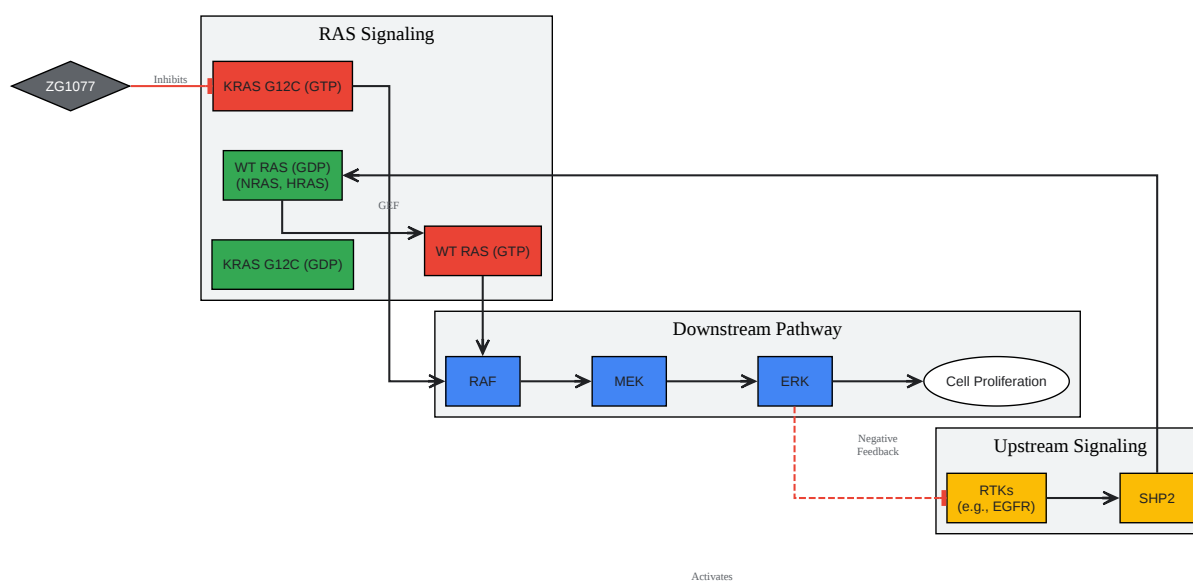 RAS Signaling
ZG1077
Inhibits
KRAS G12C (GTP)
WT RAS (GDP)
(NRAS, HRAS)
GEF
WT RAS (GTP)
KRAS G12C (GDP)
Downstream Pathway
RAF
MEK
ERK
Cell Proliferation
Negative
Feedback
Upstream Signaling
RTKs
(e.g., EGFR)
SHP2
Activates